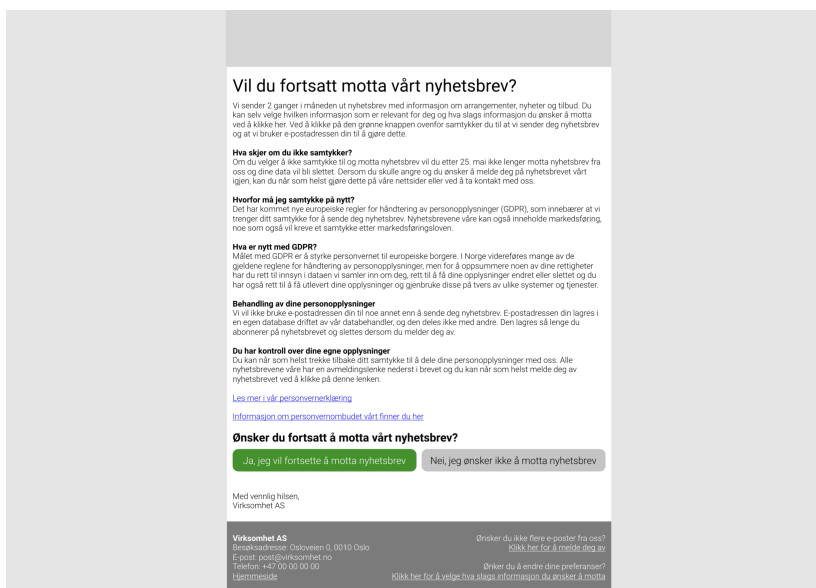 Vil du fortsatt motta vårt nyhetsbrev?
Vi sender 2 ganger i måneden ut nyhetsbrev med informasjon om arrangementer, nyheter og tilbud. Du
kan selv velge hvilken informasjon som er relevant for deg og hva slags informasjon du ønsker å motta
ved å klikke her. Ved å klikke på den grønne knappen ovenfor samtykker du til at vi sender deg nyhetsbrev
og at vi bruker e-postadressen din til å gjøre dette.
Hva skjer om du ikke samtykker?
Om du velger å ikke samtykke til og motta nyhetsbrev vil du etter 25. mai ikke lenger motta nyhetsbrev fra
oss og dine data vil bli slettet. Dersom du skulle angre og du ønsker å melde deg på nyhetsbrevet vårt
igjen, kan du når som helst gjøre dette på våre nettsider eller ved å ta kontakt med oss.
Hvorfor må jeg samtykke på nytt?
Det har kommet nye europeiske regler for håndtering av personopplysninger (GDPR), som innebærer at vi
trenger ditt samtykke for å sende deg nyhetsbrev. Nyhetsbrevene våre kan også inneholde markedsføring,
noe som også vil kreve et samtykke etter markedsføringsloven.
Hva er nytt med GDPR?
Målet med GDPR er å styrke personvernet til europeiske borgere. I Norge videreføres mange av de
gjeldene reglene for håndtering av personopplysninger, men for å oppsummere noen av dine rettigheter
har du rett til innsyn i dataen vi samler inn om deg, rett til å få dine opplysninger endret eller slettet og du
har også rett til å få utlevert dine opplysninger og gjenbruke disse på tvers av ulike systemer og tjenester.
Behandling av dine personopplysninger
Vi vil ikke bruke e-postadressen din til noe annet enn å sende deg nyhetsbrev. E-postadressen din lagres i
en egen database driftet av vår databehandler, og den deles ikke med andre. Den lagres så lenge du
abonnerer på nyhetsbrevet og slettes dersom du melder deg av.
Du har kontroll over dine egne opplysninger
Du kan når som helst trekke tilbake ditt samtykke til å dele dine personopplysninger med oss. Alle
nyhetsbrevene våre har en avmeldingslenke nederst i brevet og du kan når som helst melde deg av
nyhetsbrevet ved å klikke på denne lenken.
Les mer i vår personvernerklæring
Informasjon om personvernombudet vårt finner du her
Ønsker du fortsatt å motta vårt nyhetsbrev?
Ja, jeg vil fortsette å motta nyhetsbrev
Nei, jeg ønsker ikke å motta nyhetsbrev
Med vennlig hilsen,
Virksomhet AS
Virksomhet AS
Besøksadresse: Osloveien 0, 0010 Oslo
E-post: post@virksomhet.no
Telefon: +47 00 00 00 00
Hjemmeside
Ønsker du ikke flere e-poster fra oss?
Klikk her for å melde deg av
Ønker du å endre dine preferanser?
Klikk her for å velge hva slags informasjon du ønsker å motta